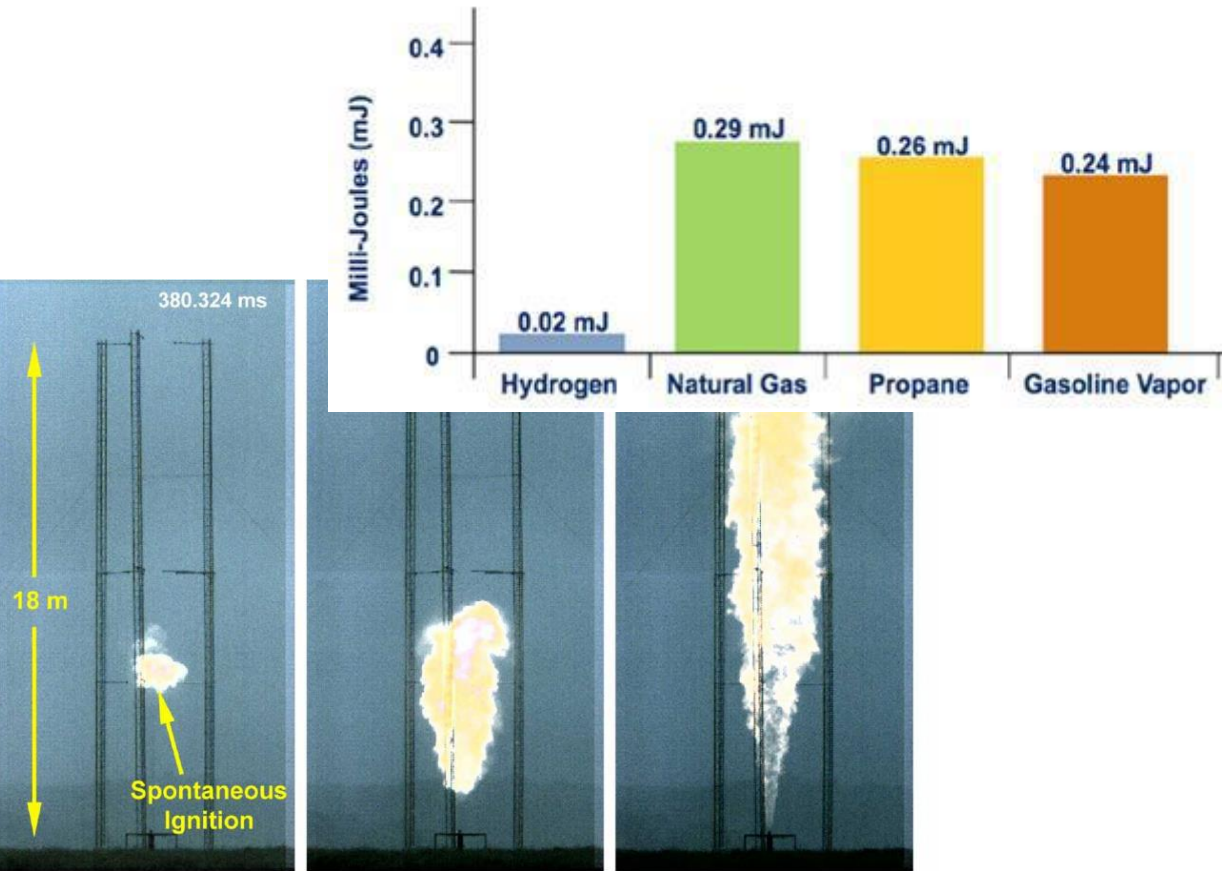 Milli-Joules (mJ)
0.4
0.3
0.2
0.1
0
0.02 mJ
0.29 mJ
0.26 mJ
0.24 mJ
Hydrogen
Natural Gas
Propane
Gasoline Vapor
380.324 ms
18 m
Spontaneous
Ignition